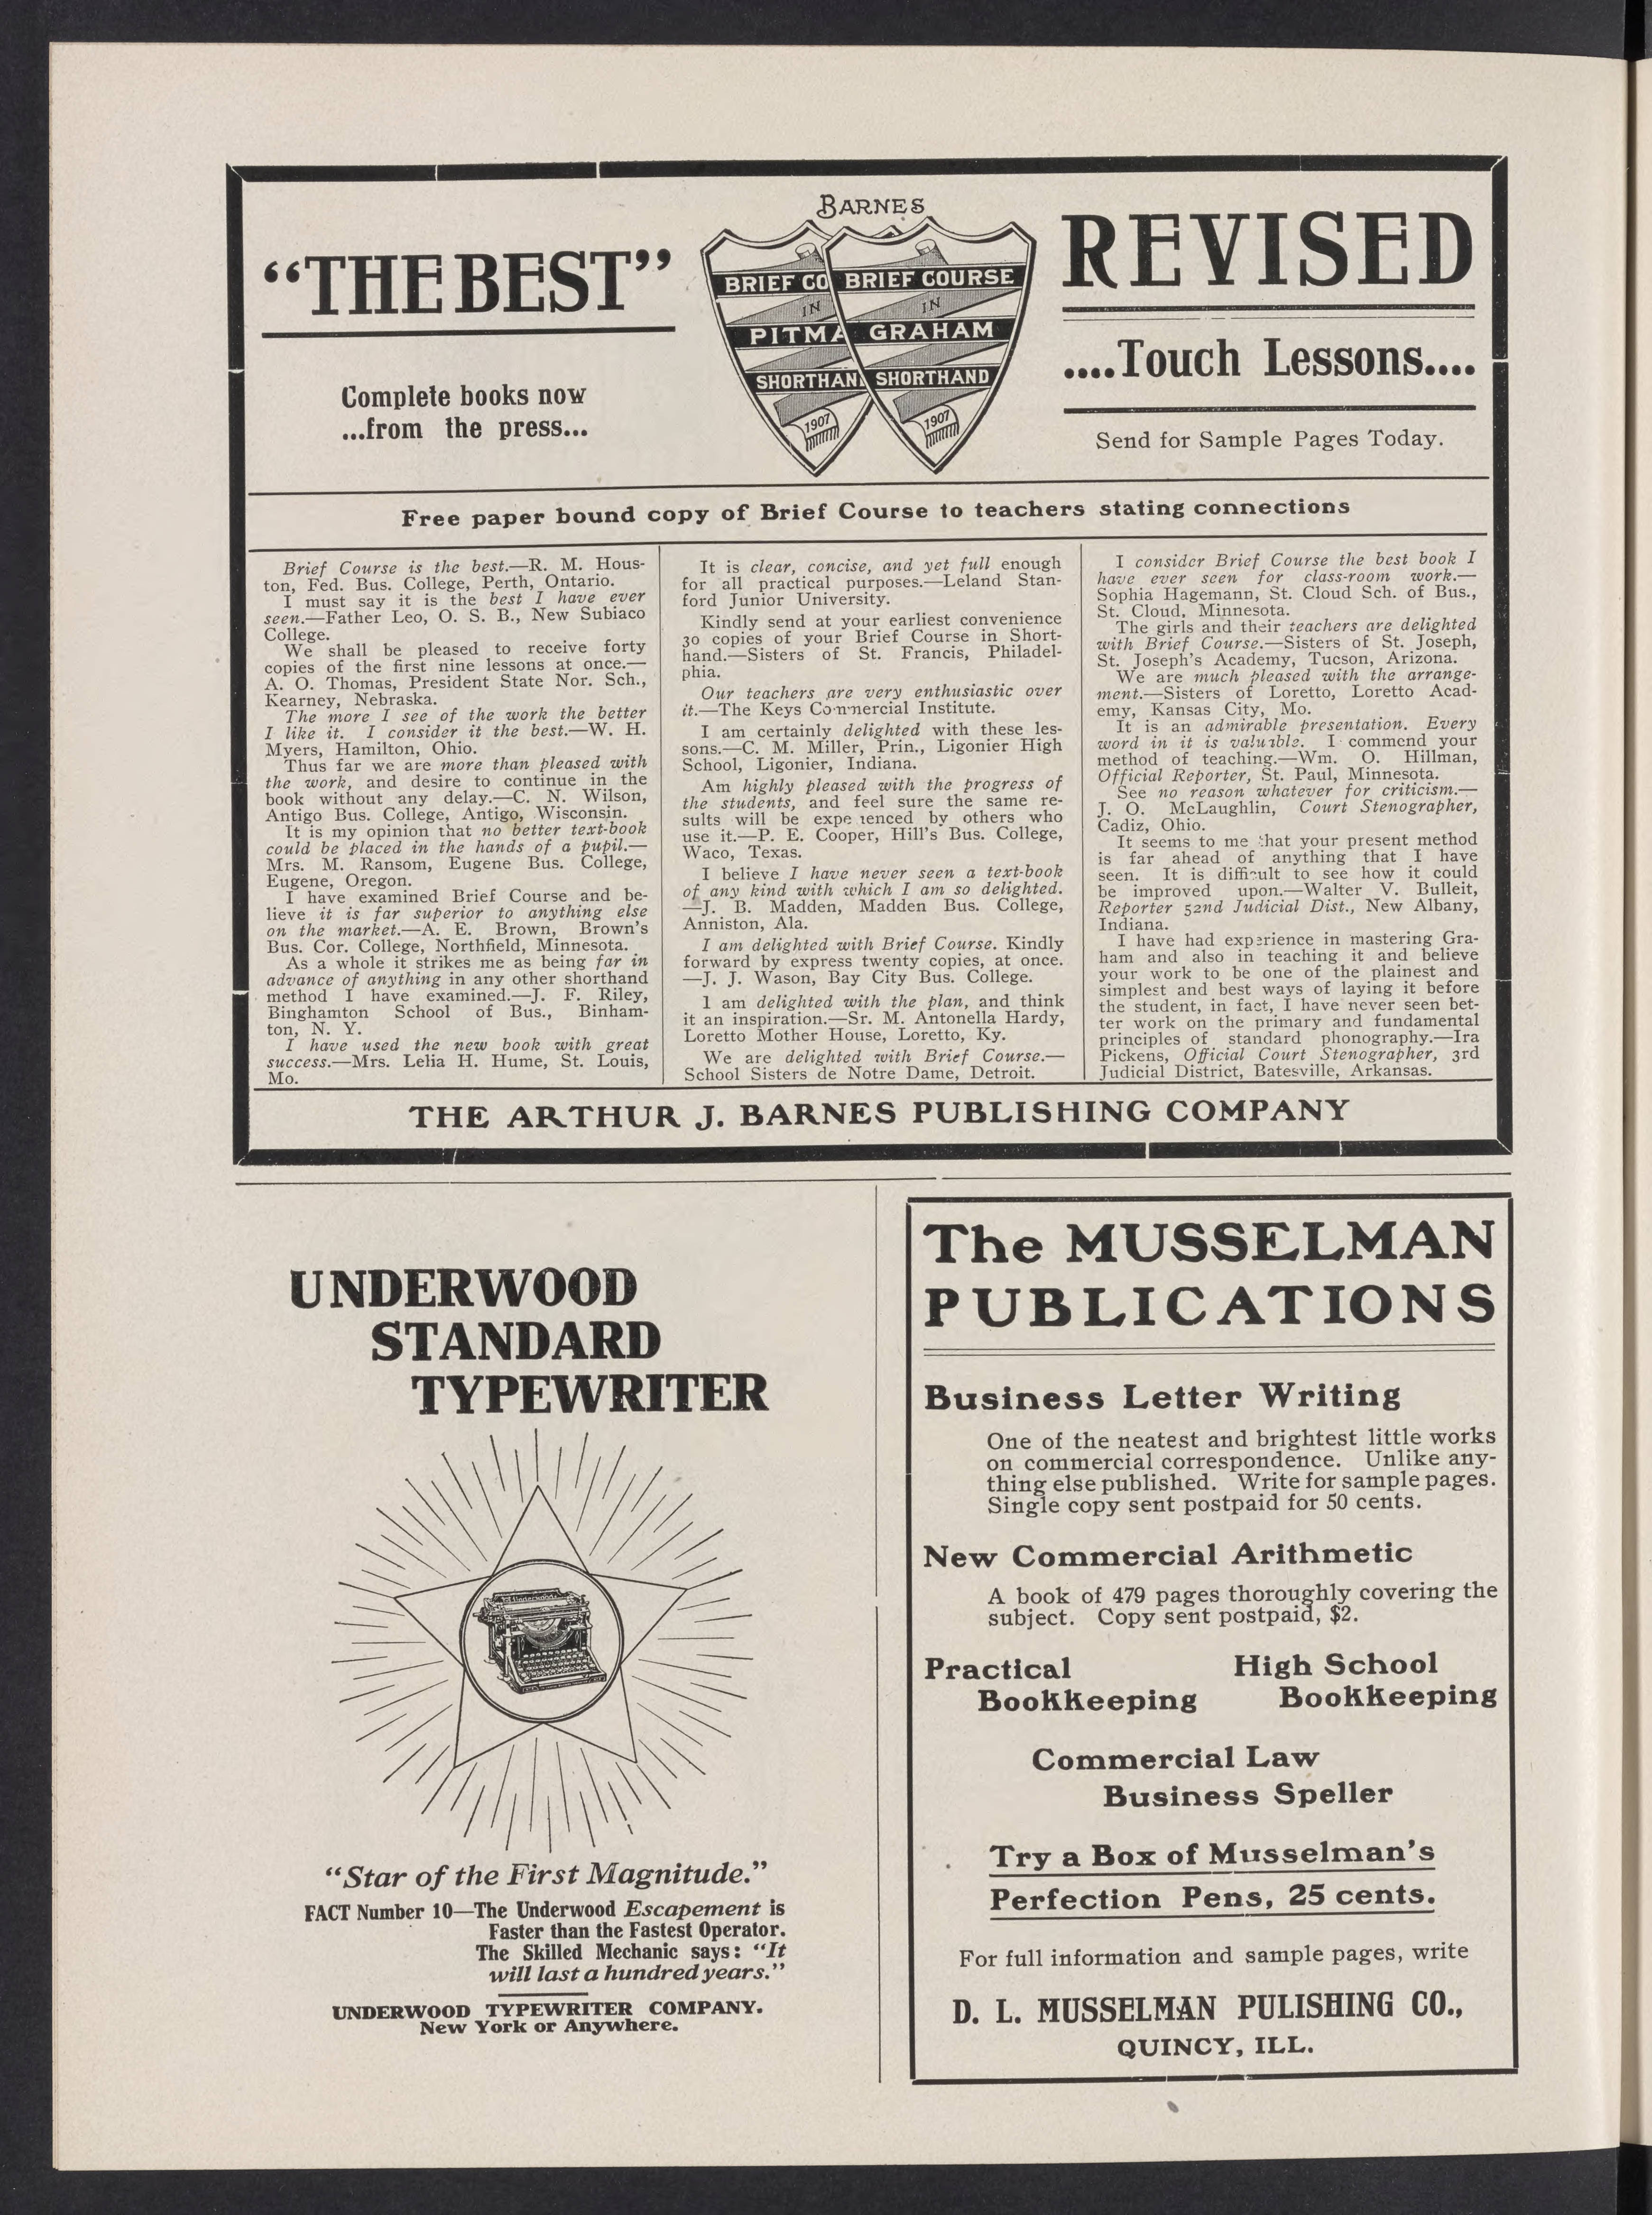 "THE BEST"
Complete books now
...from the press...
BARNES
BRIEF CO
IN
PITMA
SHORTHAN
1907
BRIEF COURSE
IN
GRAHAM
SHORTHAND
1907
REVISED
....Touch Lessons....
Send for Sample Pages Today.
Free paper bound copy of Brief Course to teachers stating connections
Brief Course is the best.—R. M. Hous-
ton, Fed. Bus. College, Perth, Ontario.
I must say it is the best I have ever
seen.—Father Leo, O. S. B., New Subiaco
College.
We shall be pleased to receive forty
copies of the first nine lessons at once.—
A. O. Thomas, President State Nor. Sch.,
Kearney, Nebraska.
The more I see of the work the better
I like it. I consider it the best.—W. H.
Myers, Hamilton, Ohio.
Thus far we are more than pleased with
the work, and desire to continue in the
book without any delay.—C. N. Wilson,
Antigo Bus. College, Antigo, Wisconsin.
It is my opinion that no better text-book
could be placed in the hands of a pupil.—
Mrs. M. Ransom, Eugene Bus. College,
Eugene, Oregon.
I have examined Brief Course and be-
lieve it is far superior to anything else
on the market.—A. E. Brown, Brown's
Bus. Cor. College, Northfield, Minnesota.
As a whole it strikes me as being far in
advance of anything in any other shorthand
method I have examined.—J. F. Riley,
Binghamton School of Bus., Binham-
ton, N. Y.
I have used the new book with great
success.—Mrs. Lelia H. Hume, St. Louis,
Mo.
It is clear, concise, and yet full enough
for all practical purposes.—Leland Stan-
ford Junior University.
Kindly send at your earliest convenience
30 copies of your Brief Course in Short-
hand.—Sisters of St. Francis, Philadel-
phia.
Our teachers are very enthusiastic over
it.—The Keys Commercial Institute.
I am certainly delighted with these les-
sons.—C. M. Miller, Prin., Ligonier High
School, Ligonier, Indiana.
Am highly pleased with the progress of
the students, and feel sure the same re-
sults will be expe ienced by others who
use it.—P. E. Cooper, Hill's Bus. College,
Waco, Texas.
I believe I have never seen a text-book
of any kind with which I am so delighted.
—J. B. Madden, Madden Bus. College,
Anniston, Ala.
I am delighted with Brief Course. Kindly
forward by express twenty copies, at once.
—J. J. Wason, Bay City Bus. College.
I am delighted with the plan, and think
it an inspiration.—Sr. M. Antonella Hardy,
Loretto Mother House, Loretto, Ky.
We are delighted with Brief Course.—
School Sisters de Notre Dame, Detroit.
I consider Brief Course the best book I
have ever seen for class-room work.—
Sophia Hagemann, St. Cloud Sch. of Bus.,
St. Cloud, Minnesota.
The girls and their teachers are delighted
with Brief Course.—Sisters of St. Joseph,
St. Joseph's Academy, Tucson, Arizona.
We are much pleased with the arrange-
ment.—Sisters of Loretto, Loretto Acad-
emy, Kansas City, Mo.
It is an admirable presentation. Every
word in it is valuable. I commend your
method of teaching.—Wm. O. Hillman,
Official Reporter, St. Paul, Minnesota.
See no reason whatever for criticism.—
J. O. McLaughlin, Court Stenographer,
Cadiz, Ohio.
It seems to me that your present method
is far ahead of anything that I have
seen. It is difficult to see how it could
be improved upon.—Walter V. Bulleit,
Reporter 52nd Judicial Dist., New Albany,
Indiana.
I have had experience in mastering Gra-
ham and also in teaching it and believe
your work to be one of the plainest and
simplest and best ways of laying it before
the student, in fact, I have never seen bet-
ter work on the primary and fundamental
principles of standard phonography.—Ira
Pickens, Official Court Stenographer, 3rd
Judicial District, Batesville, Arkansas.
THE ARTHUR J. BARNES PUBLISHING COMPANY
UNDERWOOD
STANDARD
TYPEWRITER
Underwood
"Star of the First Magnitude."
FACT Number 10—The Underwood Escapement is
Faster than the Fastest Operator.
The Skilled Mechanic says: "It
will last a hundred years."
UNDERWOOD TYPEWRITER COMPANY.
New York or Anywhere.
The MUSSELMAN
PUBLICATIONS
Business Letter Writing
One of the neatest and brightest little works
on commercial correspondence. Unlike any-
thing else published. Write for sample pages.
Single copy sent postpaid for 50 cents.
New Commercial Arithmetic
A book of 479 pages thoroughly covering the
subject. Copy sent postpaid, $2.
Practical
Bookkeeping
High School
Bookkeeping
Commercial Law
Business Speller
Try a Box of Musselman's
Perfection Pens, 25 cents.
For full information and sample pages, write
D. L. MUSSELMAN PULISHING CO.,
QUINCY, ILL.